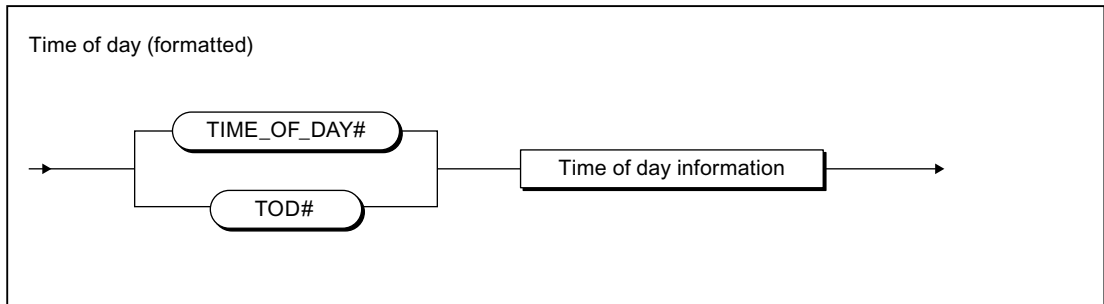 Time of day (formatted)
TIME_OF_DAY#
TOD#
Time of day information